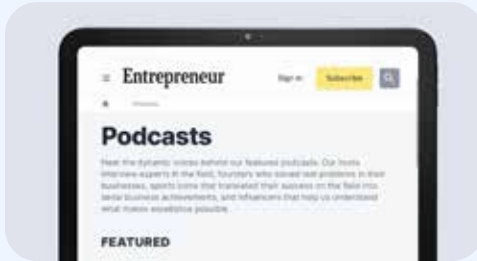 Entrepreneur
Sign in
Subscribe
Podcasts
Meet the dynamic voices behind our featured podcasts. Our hosts
interview experts in the field, founders who solved real problems in their
businesses, sports icons that translated their success on the field into
serial business achievements, and influencers that help us understand
what makes excellence possible.
FEATURED